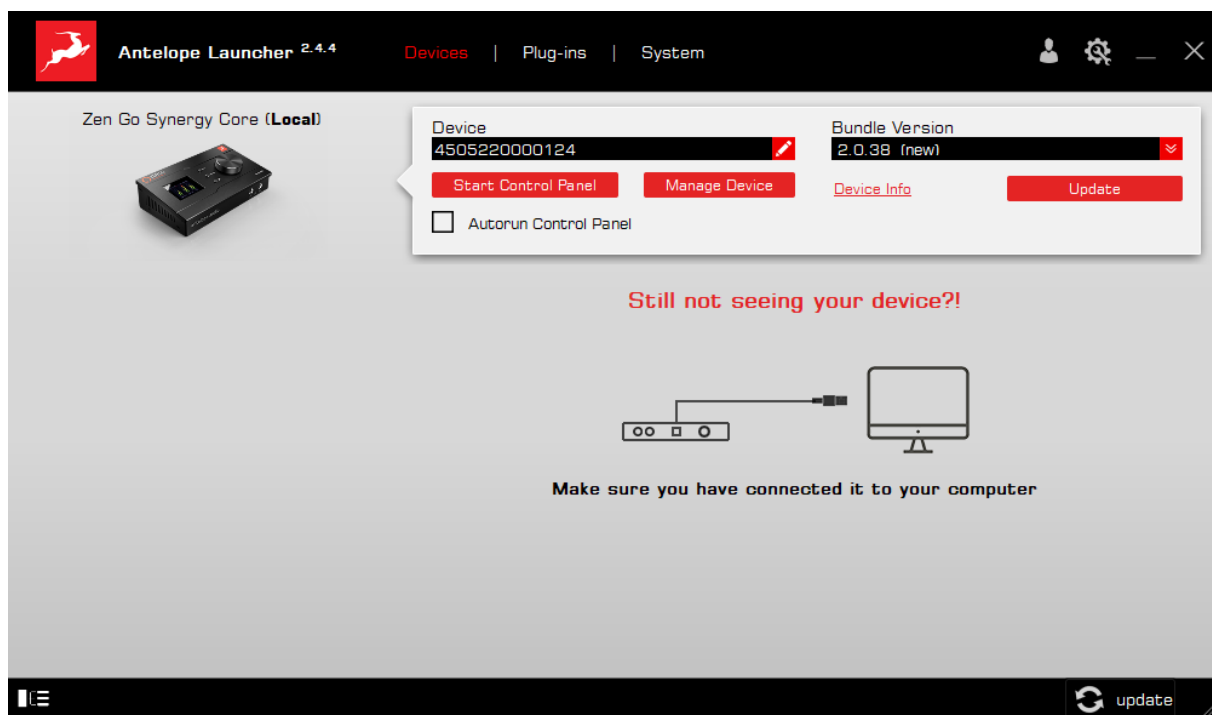 Antelope Launcher 2.4.4 Devices | Plug-ins | System
Zen Go Synergy Core (Local)
Device Bundle Version
4505220000124 2.0.38 (new)
Start Control Panel Manage Device Device Info Update
Autorun Control Panel
Still not seeing your device?!
Make sure you have connected it to your computer
update